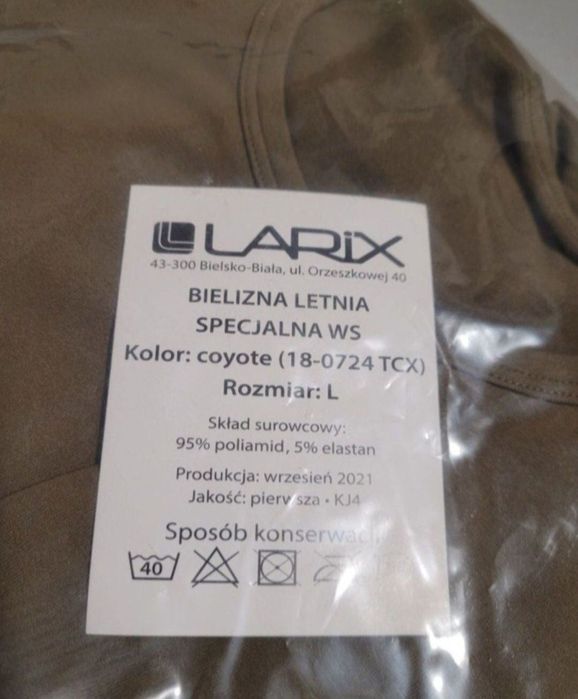 LARIX
43-300 Bielsko-Biała, ul. Orzeszkowej 40
BIELIZNA LETNIA
SPECJALNA WS
Kolor: coyote (18-0724 TCX)
Rozmiar: L
Skład surowcowy:
95% poliamid, 5% elastan
Produkcja: wrzesień 2021
Jakość: pierwsza • KJ4
Sposób
40